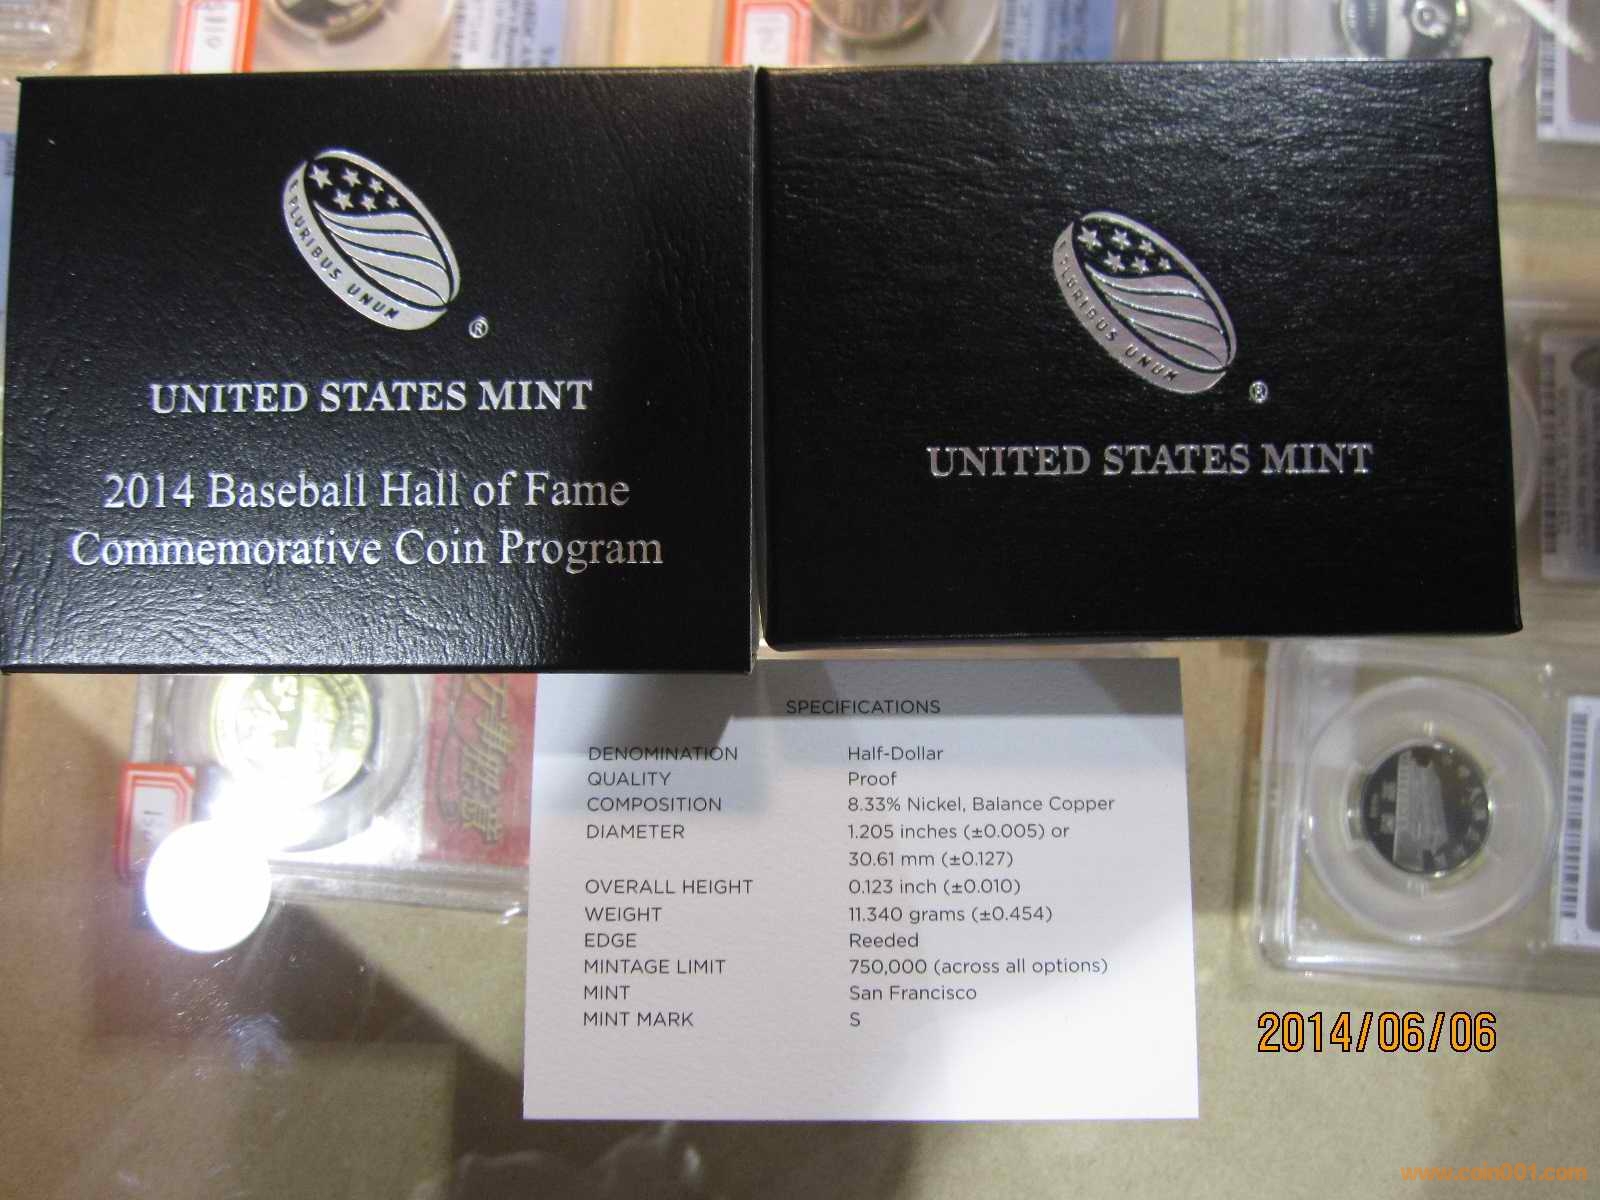 E PLURIBUS UNUM
®
UNITED STATES MINT
2014 Baseball Hall of Fame
Commemorative Coin Program
E PLURIBUS UNUM
®
UNITED STATES MINT
SPECIFICATIONS
DENOMINATION Half-Dollar
QUALITY Proof
COMPOSITION 8.33% Nickel, Balance Copper
DIAMETER 1.205 inches (±0.005) or
30.61 mm (±0.127)
OVERALL HEIGHT 0.123 inch (±0.010)
WEIGHT 11.340 grams (±0.454)
EDGE Reeded
MINTAGE LIMIT 750,000 (across all options)
MINT San Francisco
MINT MARK S
2014/06/06
www.coin001.com